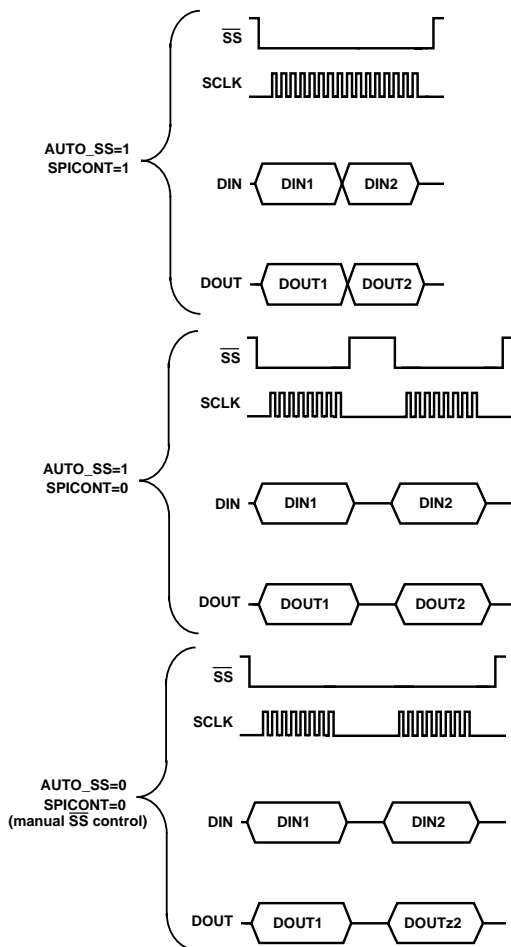 SS
SCLK
AUTO_SS=1
SPICONT=1
DIN DIN1 DIN2
DOUT DOUT1 DOUT2
SS
SCLK
AUTO_SS=1
SPICONT=0
DIN DIN1 DIN2
DOUT DOUT1 DOUT2
SS
SCLK
AUTO_SS=0
SPICONT=0
(manual SS control)
DIN DIN1 DIN2
DOUT DOUT1 DOUTz2